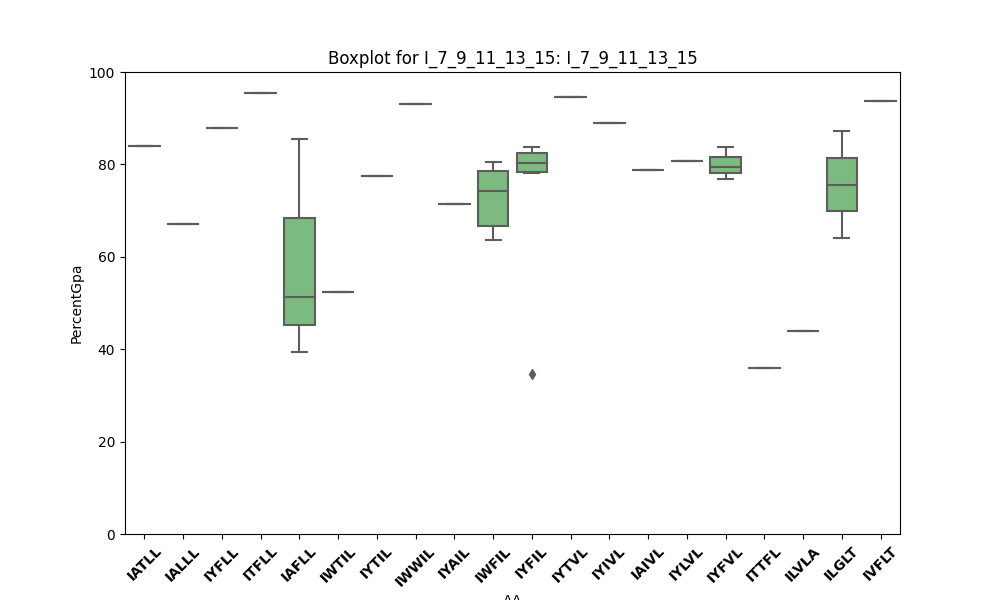 Boxplot for I_7_9_11_13_15: I_7_9_11_13_15
100
80
60
40
20
0
PercentGpa
IATLL
IALLL
IYFLL
ITFLL
IAFLL
IWTIL
IYTIL
IWWIL
IYAIL
IWFIL
IYFIL
IYTVL
IYIVL
IAIVL
IYLVL
IYFVL
ITTFL
ILVLA
ILGLT
IVFLT
AA